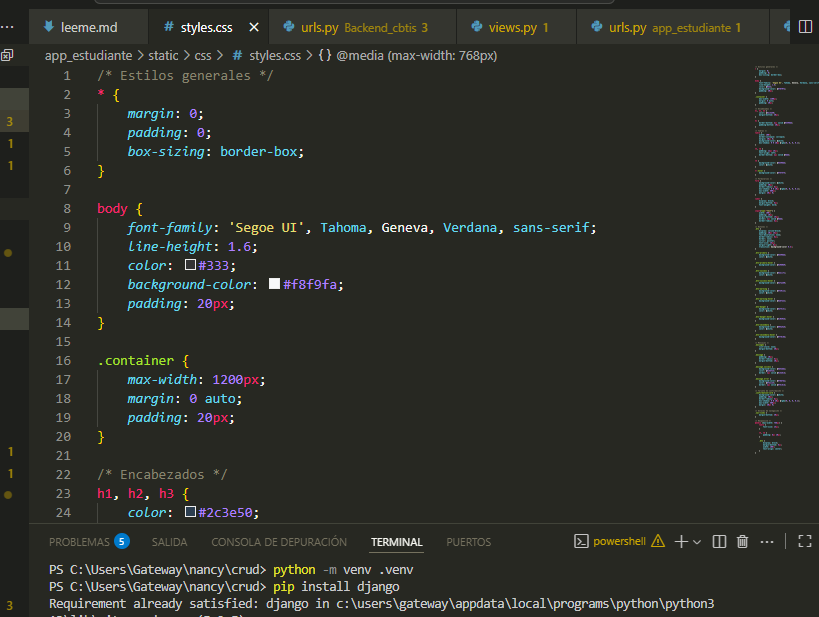 leeme.md # styles.css × urls.py Backend_cbtis 3 views.py 1 urls.py app_estudiante 1
app_estudiante > static > css > # styles.css > {} @media (max-width: 768px)
1 /* Estilos generales */
2 * {
3 margin: 0;
4 padding: 0;
5 box-sizing: border-box;
6 }
7
8 body {
9 font-family: 'Segoe UI', Tahoma, Geneva, Verdana, sans-serif;
10 line-height: 1.6;
11 color: #333;
12 background-color: #f8f9fa;
13 padding: 20px;
14 }
15
16 .container {
17 max-width: 1200px;
18 margin: 0 auto;
19 padding: 20px;
20 }
21
22 /* Encabezados */
23 h1, h2, h3 {
24 color: #2c3e50;
3
1
1
1
1
3
PROBLEMAS 5 SALIDA CONSOLA DE DEPURACIÓN TERMINAL PUERTOS powershell
PS C:\Users\Gateway\nancy\crud> python -m venv .venv
PS C:\Users\Gateway\nancy\crud> pip install django
Requirement already satisfied: django in c:\users\gateway\appdata\local\programs\python\python3